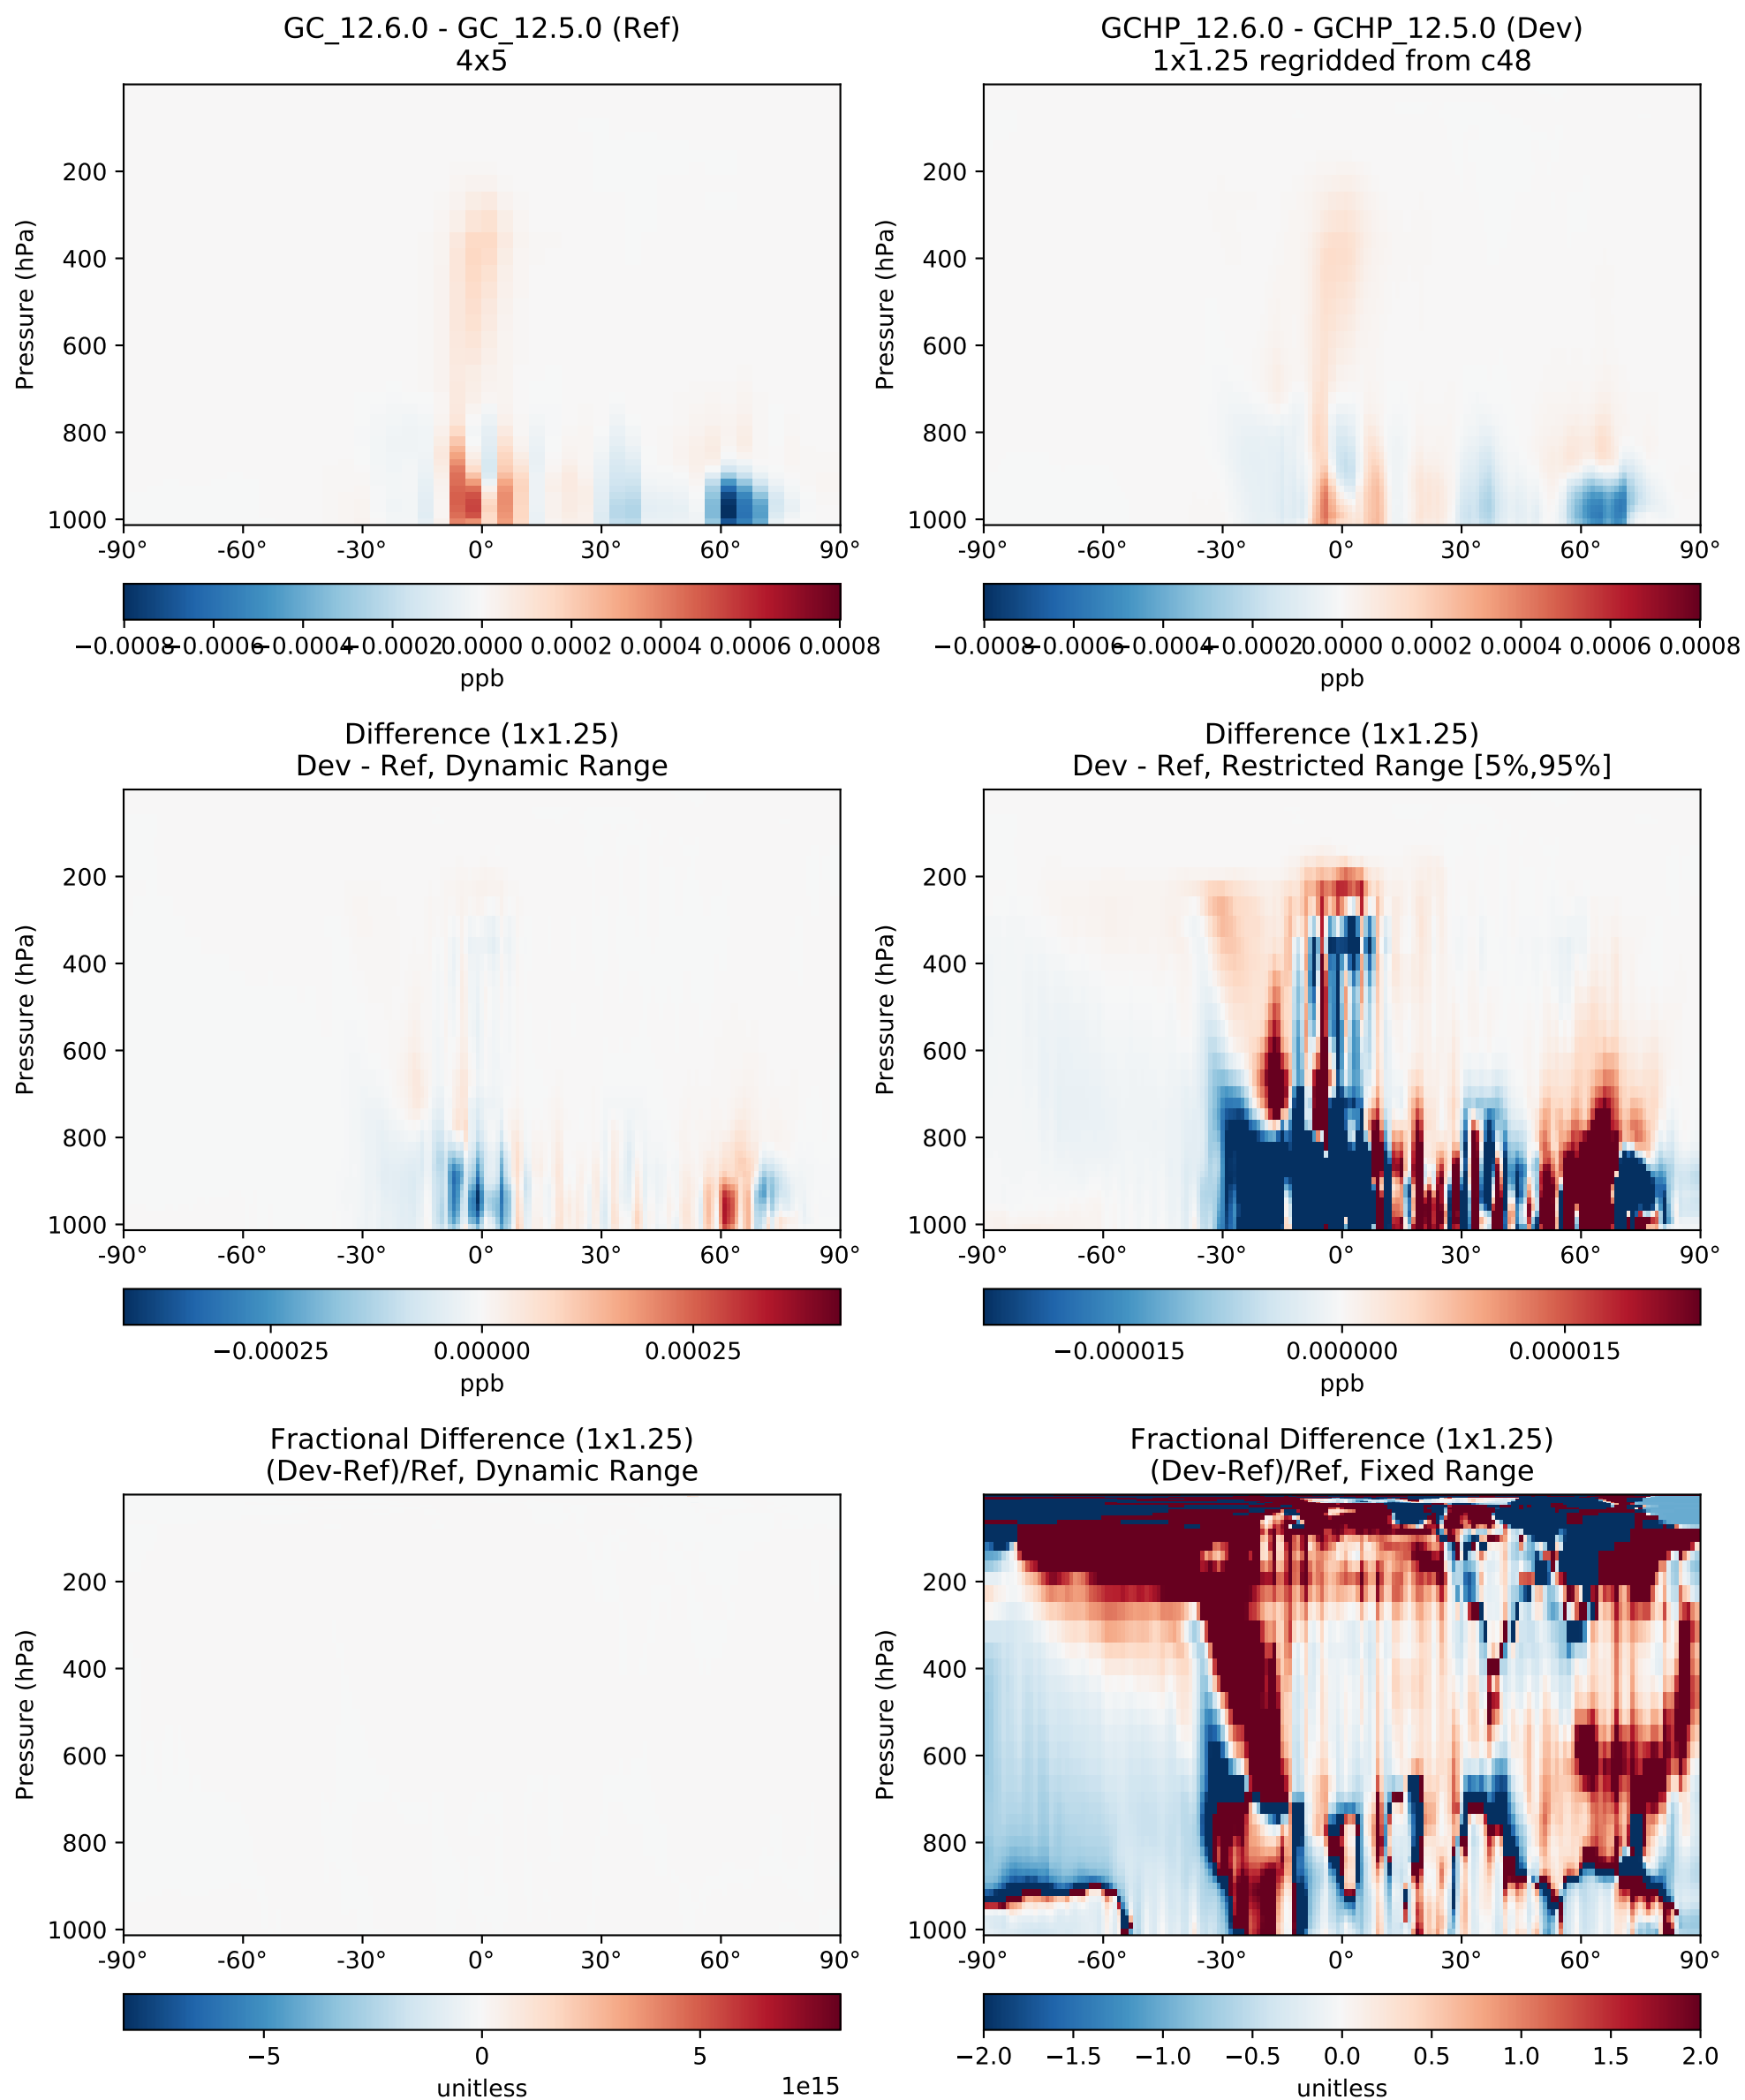 GC_12.6.0 - GC_12.5.0 (Ref)
4x5
Pressure (hPa)
200
400
600
800
1000
-90° -60° -30° 0° 30° 60° 90°
−0.0008 −0.0006 −0.0004 −0.0002 0.0000 0.0002 0.0004 0.0006 0.0008
ppb
GCHP_12.6.0 - GCHP_12.5.0 (Dev)
1x1.25 regridded from c48
Pressure (hPa)
200
400
600
800
1000
-90° -60° -30° 0° 30° 60° 90°
−0.0008 −0.0006 −0.0004 −0.0002 0.0000 0.0002 0.0004 0.0006 0.0008
ppb
Difference (1x1.25)
Dev - Ref, Dynamic Range
Pressure (hPa)
200
400
600
800
1000
-90° -60° -30° 0° 30° 60° 90°
−0.00025 0.00000 0.00025
ppb
Difference (1x1.25)
Dev - Ref, Restricted Range [5%,95%]
Pressure (hPa)
200
400
600
800
1000
-90° -60° -30° 0° 30° 60° 90°
−0.000015 0.000000 0.000015
ppb
Fractional Difference (1x1.25)
(Dev-Ref)/Ref, Dynamic Range
Pressure (hPa)
200
400
600
800
1000
-90° -60° -30° 0° 30° 60° 90°
−5 0 5
unitless 1e15
Fractional Difference (1x1.25)
(Dev-Ref)/Ref, Fixed Range
Pressure (hPa)
200
400
600
800
1000
-90° -60° -30° 0° 30° 60° 90°
−2.0 −1.5 −1.0 −0.5 0.0 0.5 1.0 1.5 2.0
unitless